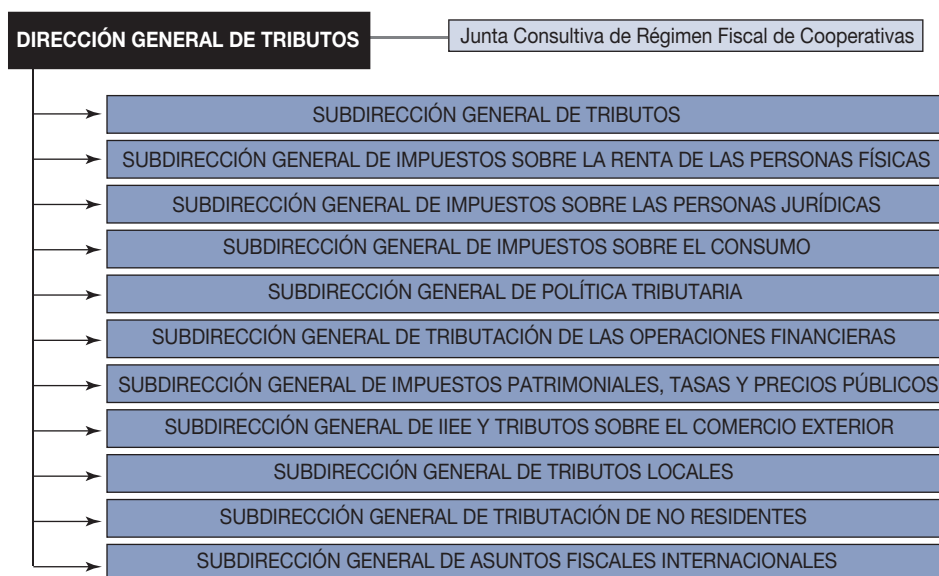 DIRECCIÓN GENERAL DE TRIBUTOS
Junta Consultiva de Régimen Fiscal de Cooperativas
SUBDIRECCIÓN GENERAL DE TRIBUTOS
SUBDIRECCIÓN GENERAL DE IMPUESTOS SOBRE LA RENTA DE LAS PERSONAS FÍSICAS
SUBDIRECCIÓN GENERAL DE IMPUESTOS SOBRE LAS PERSONAS JURÍDICAS
SUBDIRECCIÓN GENERAL DE IMPUESTOS SOBRE EL CONSUMO
SUBDIRECCIÓN GENERAL DE POLÍTICA TRIBUTARIA
SUBDIRECCIÓN GENERAL DE TRIBUTACIÓN DE LAS OPERACIONES FINANCIERAS
SUBDIRECCIÓN GENERAL DE IMPUESTOS PATRIMONIALES, TASAS Y PRECIOS PÚBLICOS
SUBDIRECCIÓN GENERAL DE IIEE Y TRIBUTOS SOBRE EL COMERCIO EXTERIOR
SUBDIRECCIÓN GENERAL DE TRIBUTOS LOCALES
SUBDIRECCIÓN GENERAL DE TRIBUTACIÓN DE NO RESIDENTES
SUBDIRECCIÓN GENERAL DE ASUNTOS FISCALES INTERNACIONALES